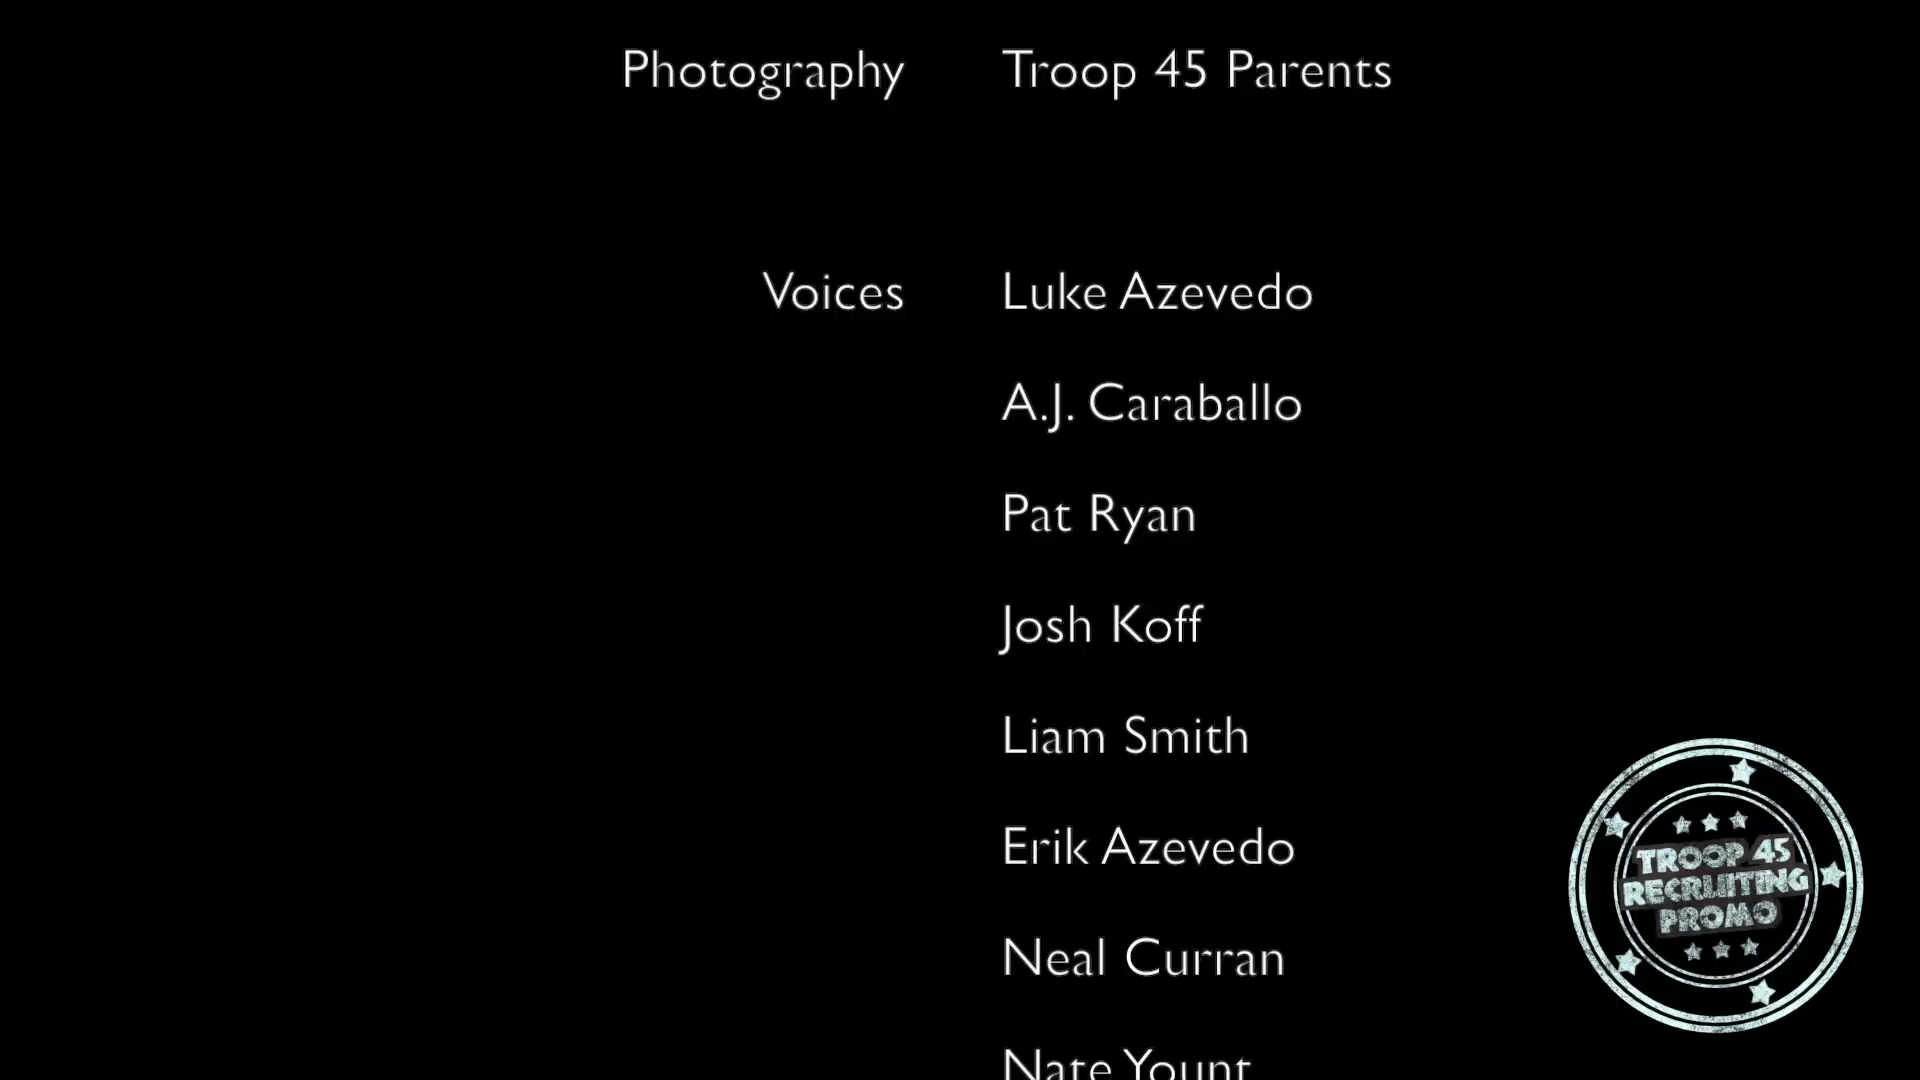 Photography Troop 45 Parents
Voices Luke Azevedo
A.J. Caraballo
Pat Ryan
Josh Koff
Liam Smith
Erik Azevedo
Neal Curran
Nate Yount
TROOP 45
RECRUITING
PROMO